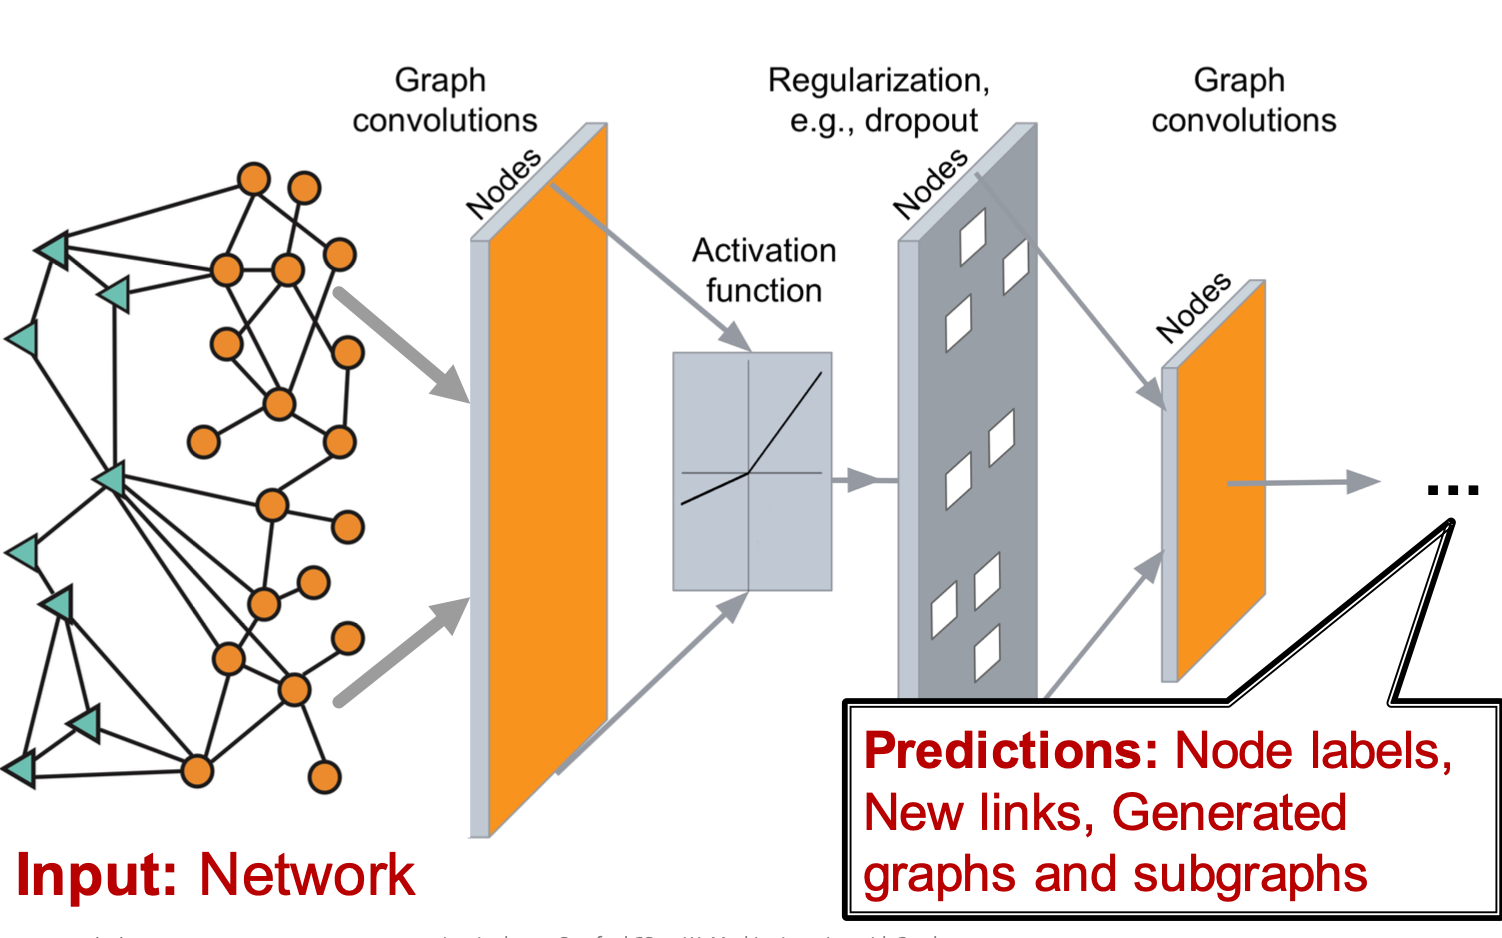 Graph
convolutions
Regularization,
e.g., dropout
Graph
convolutions
Nodes
Nodes
Activation
function
Nodes
...
Predictions: Node labels,
New links, Generated
graphs and subgraphs
Input: Network